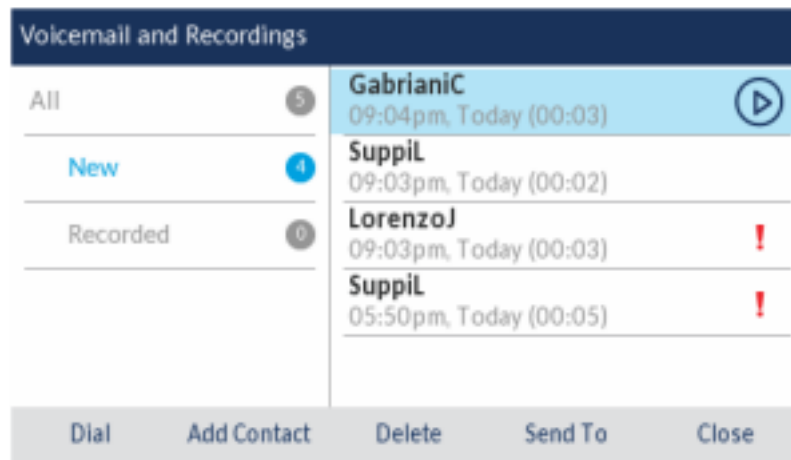 Voicemail and Recordings
All 5
New 4
Recorded 0
GabrianiC
09:04pm, Today (00:03)
SuppiL
09:03pm, Today (00:02)
LorenzoJ
09:03pm, Today (00:03)
!
SuppiL
05:50pm, Today (00:05)
!
Dial Add Contact Delete Send To Close